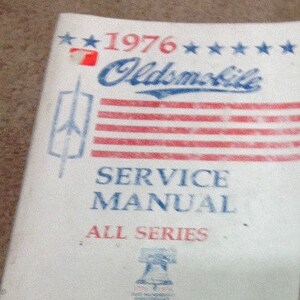 1976
Oldsmobile
SERVICE
MANUAL
ALL SERIES